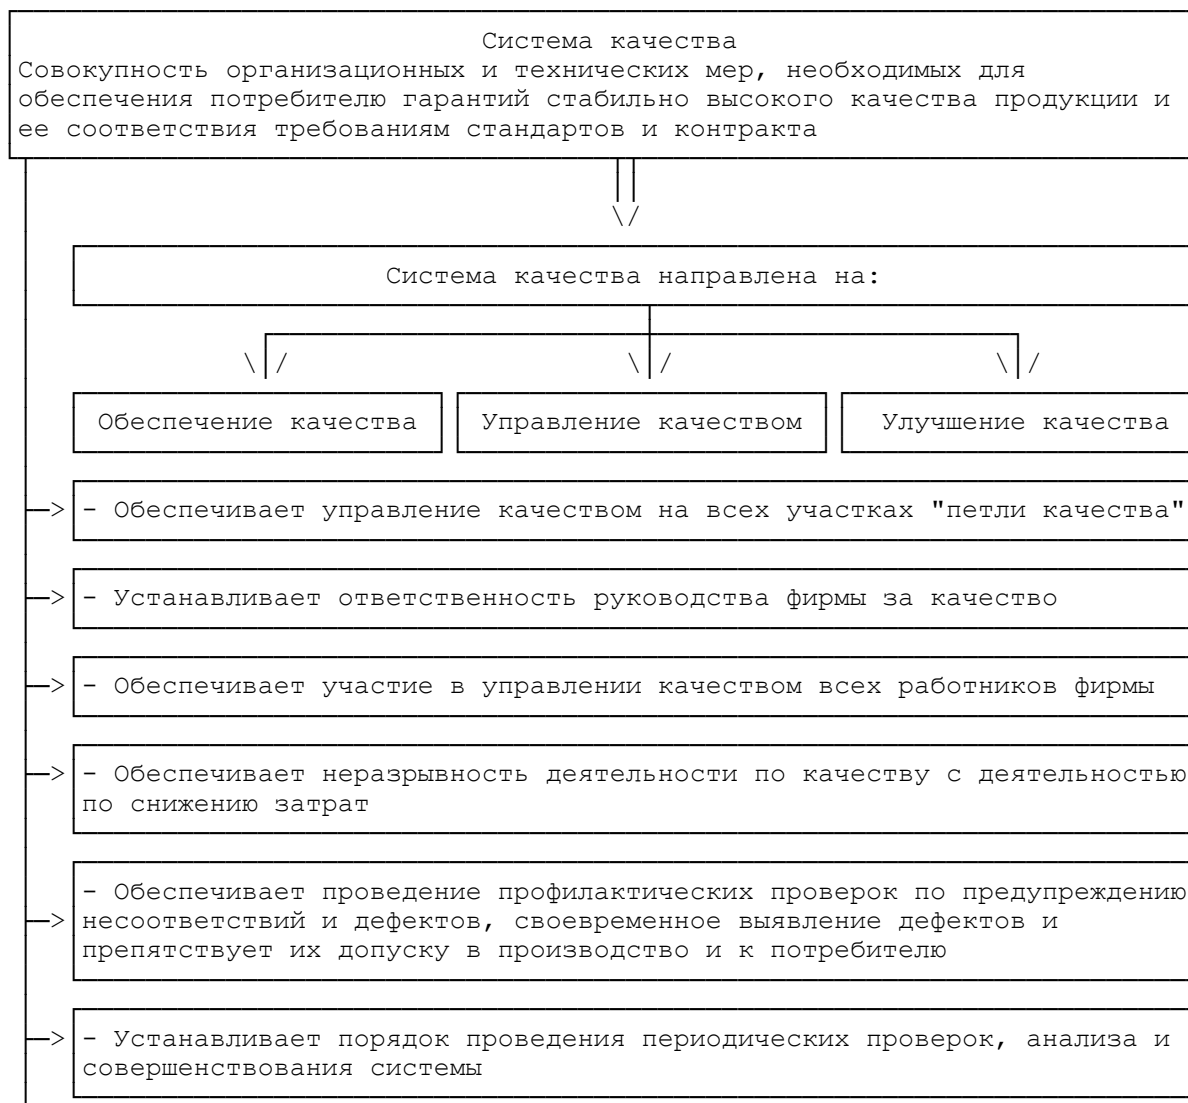 Система качества
Совокупность организационных и технических мер, необходимых для
обеспечения потребителю гарантий стабильно высокого качества продукции и
ее соответствия требованиям стандартов и контракта
Система качества направлена на:
Обеспечение качества Управление качеством Улучшение качества
- Обеспечивает управление качеством на всех участках "петли качества"
- Устанавливает ответственность руководства фирмы за качество
- Обеспечивает участие в управлении качеством всех работников фирмы
- Обеспечивает неразрывность деятельности по качеству с деятельностью
по снижению затрат
- Обеспечивает проведение профилактических проверок по предупреждению
несоответствий и дефектов, своевременное выявление дефектов и
препятствует их допуску в производство и к потребителю
- Устанавливает порядок проведения периодических проверок, анализа и
совершенствования системы